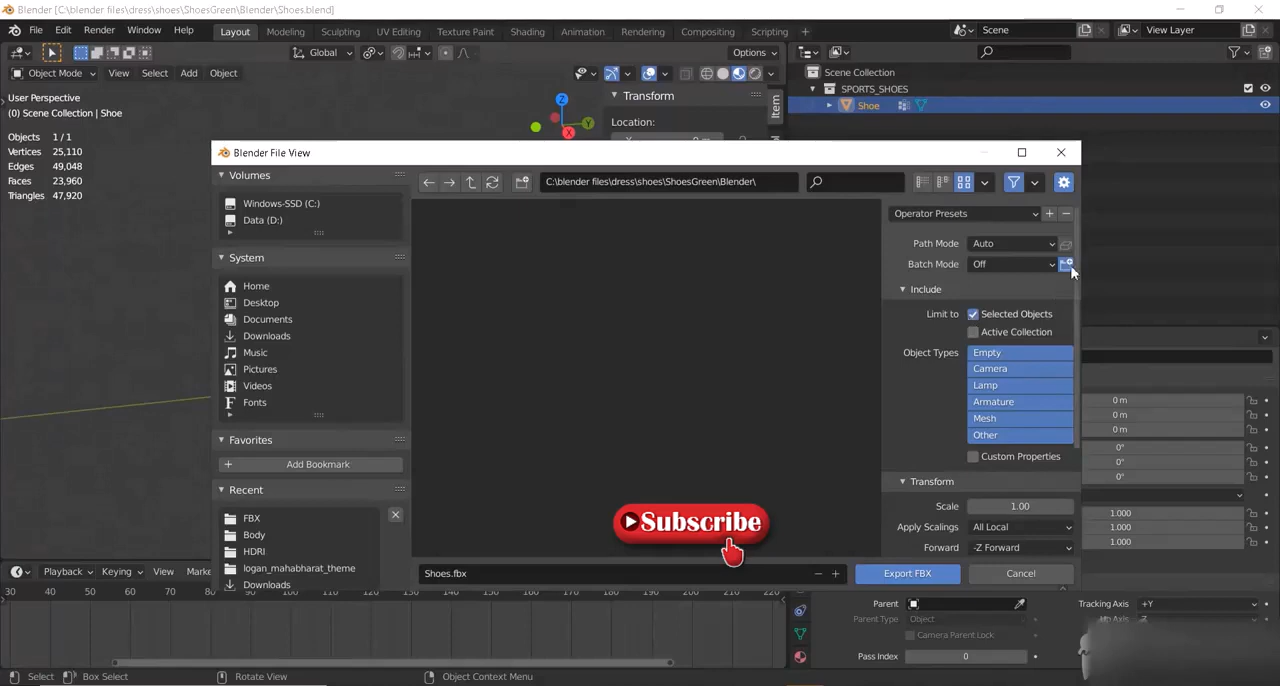 Blender [C:\blender files\dress\shoes\ShoesGreen\Blender\Shoes.blend]
File Edit Render Window Help Layout Modeling Sculpting UV Editing Texture Paint Shading Animation Rendering Compositing Scripting + Scene View Layer
Global Options
Object Mode View Select Add Object
User Perspective
(0) Scene Collection | Shoe
Objects 1 / 1
Vertices 25,110
Edges 49,048
Faces 23,960
Triangles 47,920
Z
Y
X
Transform
Location:
Item
Scene Collection
SPORTS_SHOES
Shoe
Blender File View
Volumes
Windows-SSD (C:)
Data (D:)
System
Home
Desktop
Documents
Downloads
Music
Pictures
Videos
Fonts
Favorites
Add Bookmark
Recent
FBX
Body
HDRI
logan_mahabharat_theme
Downloads
C:\blender files\dress\shoes\ShoesGreen\Blender\
Operator Presets
Path Mode Auto
Batch Mode Off
Include
Limit to Selected Objects
Active Collection
Object Types Empty
Camera
Lamp
Armature
Mesh
Other
Custom Properties
Transform
Scale 1.00
Apply Scalings All Local
Forward -Z Forward
Subscribe
Shoes.fbx
Export FBX Cancel
0 m
0 m
0 m
0°
0°
0°
1.000
1.000
1.000
Playback Keying View Marke
30 40 50 60 70 80 90 100 110 120 130 140 150 160 170 180 190 200 210 220
Parent
Parent Type Object
Camera Parent Lock
Pass Index 0
Tracking Axis +Y
Up Axis Z
Select Box Select Rotate View Object Context Menu